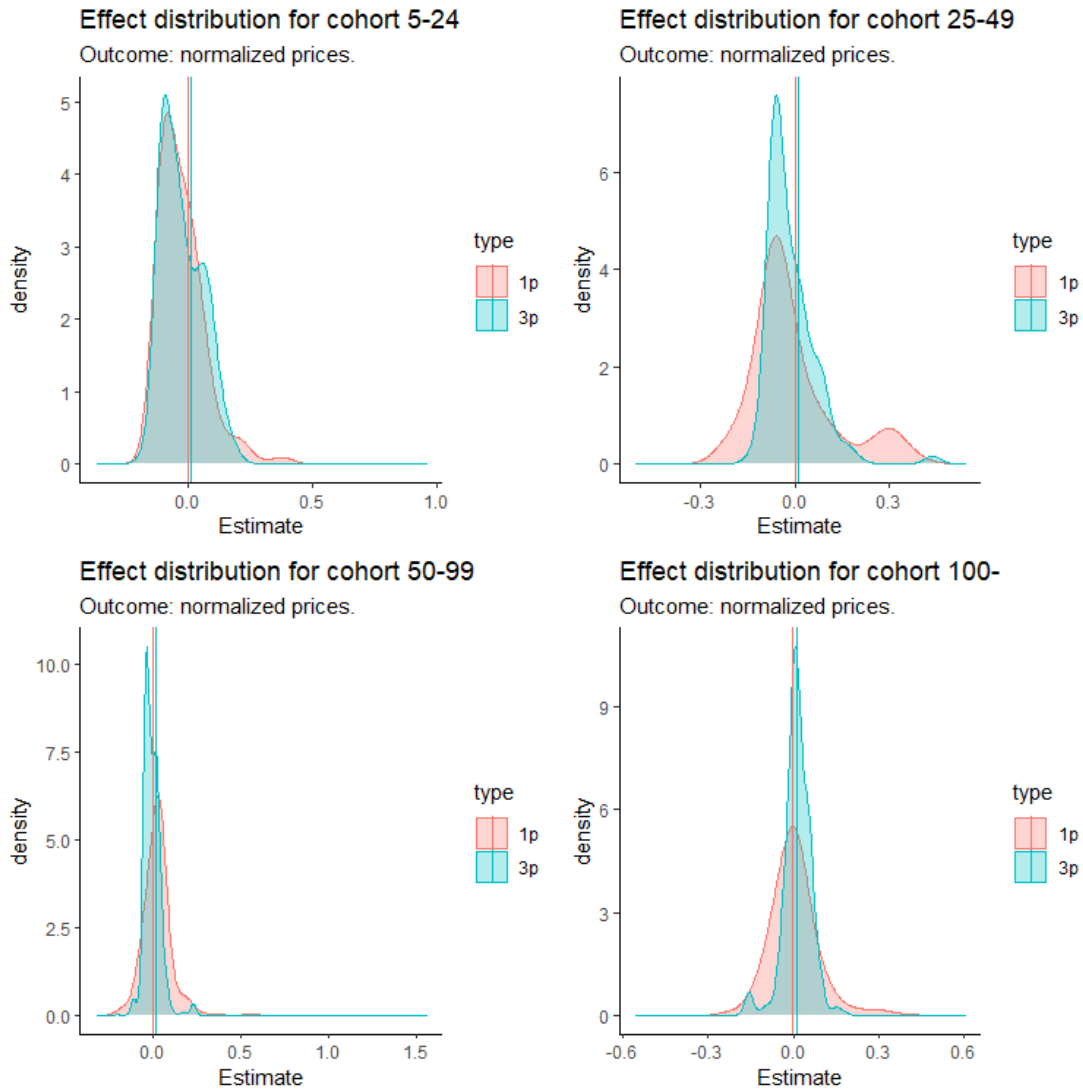 Effect distribution for cohort 5-24
Outcome: normalized prices.
5
4
3
2
1
0
density
0.0 0.5 1.0
Estimate
type
1p
3p
Effect distribution for cohort 25-49
Outcome: normalized prices.
6
4
2
0
density
-0.3 0.0 0.3
Estimate
type
1p
3p
Effect distribution for cohort 50-99
Outcome: normalized prices.
10.0
7.5
5.0
2.5
0.0
density
0.0 0.5 1.0 1.5
Estimate
type
1p
3p
Effect distribution for cohort 100-
Outcome: normalized prices.
9
6
3
0
density
-0.6 -0.3 0.0 0.3 0.6
Estimate
type
1p
3p